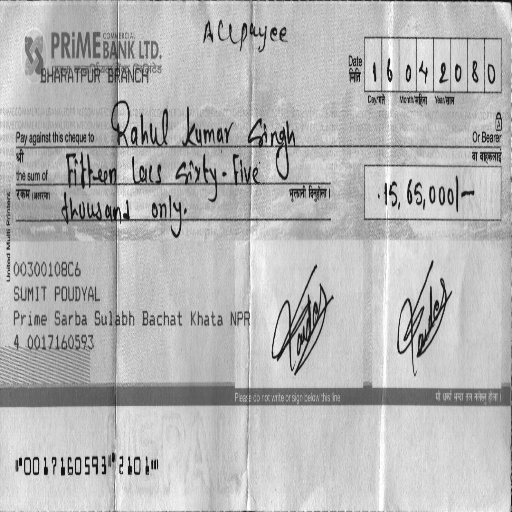 A/C payee
PRIME COMMERCIAL BANK LTD.
BHARATPUR BRANCH
Date
मिति
1 6 0 4 2 0 8 0
Day/गते Month/महिना Year/साल
Pay against this cheque to Rahul Kumar Singh Or Bearer
श्री वा वाहकलाई
the sum of Fifteen Lacs Sixty-Five
रुकम (अक्षरमा) thousand only. भुक्तानी दिनुहोला ।
15,65,000/-
United Multi Printers
00300108C6
SUMIT POUDYAL
Prime Sarba Sulabh Bachat Khata NPR
4 0017160593
Please do not write or sign below this line
"0017160593" 2101"